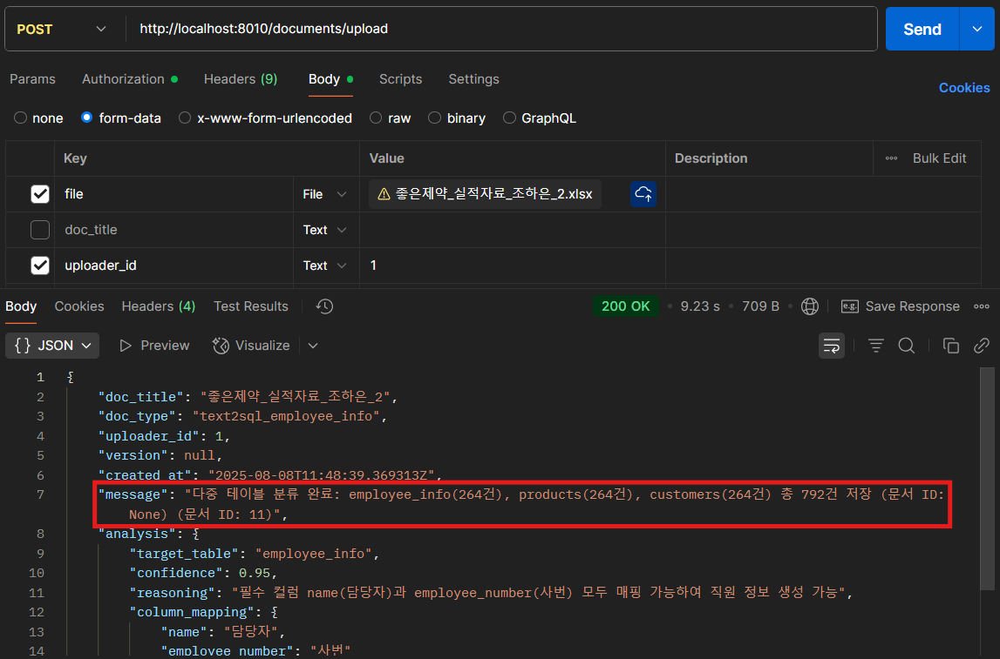 POST http://localhost:8010/documents/upload Send
Params Authorization Headers (9) Body Scripts Settings Cookies
none form-data x-www-form-urlencoded raw binary GraphQL
Key Value Description Bulk Edit
file File 좋은제약_실적자료_조하은_2.xlsx
doc_title Text
uploader_id Text 1
Body Cookies Headers (4) Test Results 200 OK 9.23 s 709 B e.g. Save Response
{} JSON Preview Visualize
1 {
2 "doc_title": "좋은제약_실적자료_조하은_2",
3 "doc_type": "text2sql_employee_info",
4 "uploader_id": 1,
5 "version": null,
6 "created_at": "2025-08-08T11:48:39.369313Z",
7 "message": "다중 테이블 분류 완료: employee_info(264건), products(264건), customers(264건) 총 792건 저장 (문서 ID:
None) (문서 ID: 11)",
8 "analysis": {
9 "target_table": "employee_info",
10 "confidence": 0.95,
11 "reasoning": "필수 컬럼 name(담당자)과 employee_number(사번) 모두 매핑 가능하여 직원 정보 생성 가능",
12 "column_mapping": {
13 "name": "담당자",
14 "employee_number": "사번"